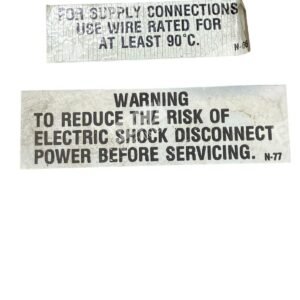 FOR SUPPLY CONNECTIONS
USE WIRE RATED FOR
AT LEAST 90°C.
WARNING
TO REDUCE THE RISK OF
ELECTRIC SHOCK DISCONNECT
POWER BEFORE SERVICING. N-77